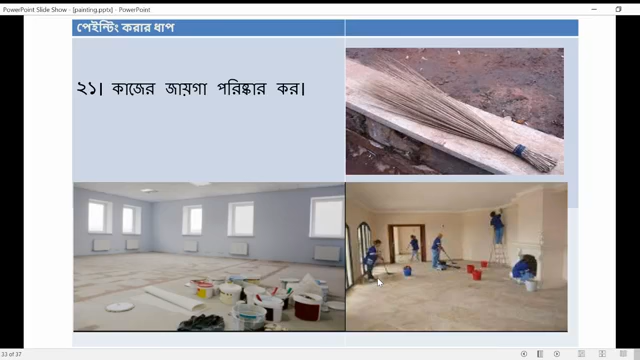 PowerPoint Slide Show - [painting.pptx] - PowerPoint
পেইন্টিং করার ধাপ
২১। কাজের জায়গা পরিষ্কার কর।
33 of 37